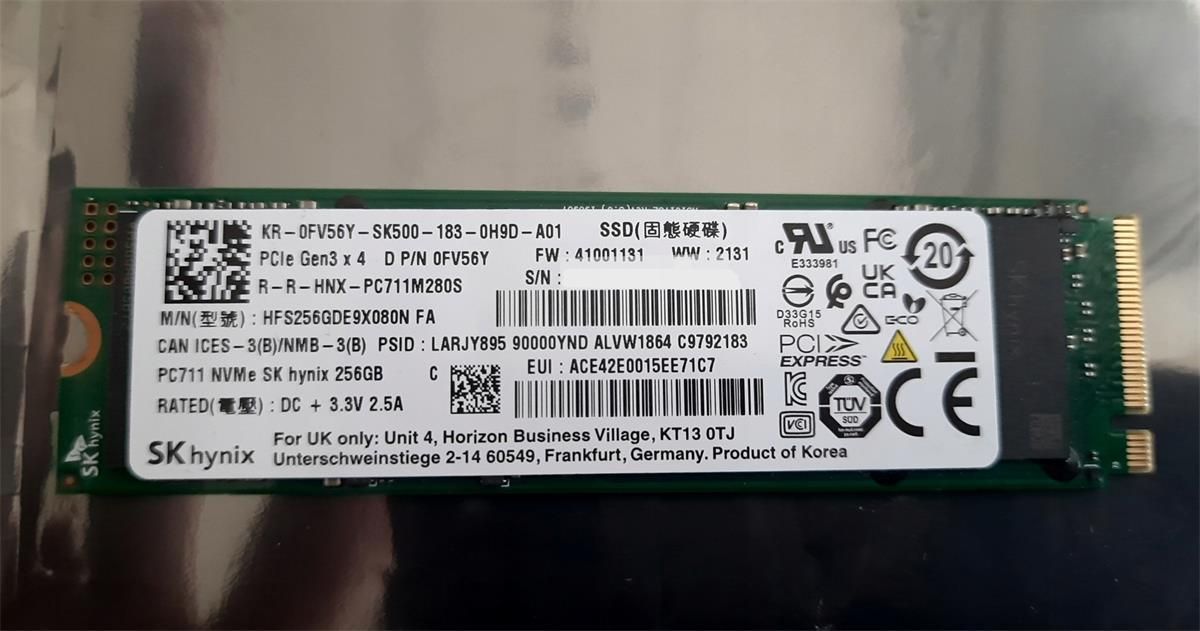 KR-0FV56Y-SK500-183-0H9D-A01
SSD(固態硬碟)
PCIe Gen3 x 4 D P/N 0FV56Y
FW : 41001131 WW : 2131
R-R-HNX-PC711M280S
S/N :
M/N(型號) : HFS256GDE9X080N FA
CAN ICES-3(B)/NMB-3(B) PSID : LARJY895 90000YND ALVW1864 C9792183
PC711 NVMe SK hynix 256GB
C
EUI : ACE42E0015EE71C7
RATED(電壓) : DC + 3.3V 2.5A
SK hynix
For UK only: Unit 4, Horizon Business Village, KT13 0TJ
Unterschweinstiege 2-14 60549, Frankfurt, Germany. Product of Korea
c RU US FC 20
E333981
UK CA
D33G15
RoHS
ECO
PCI
EXPRESS
TÜV
SÜD
VCI
CE
SK hynix